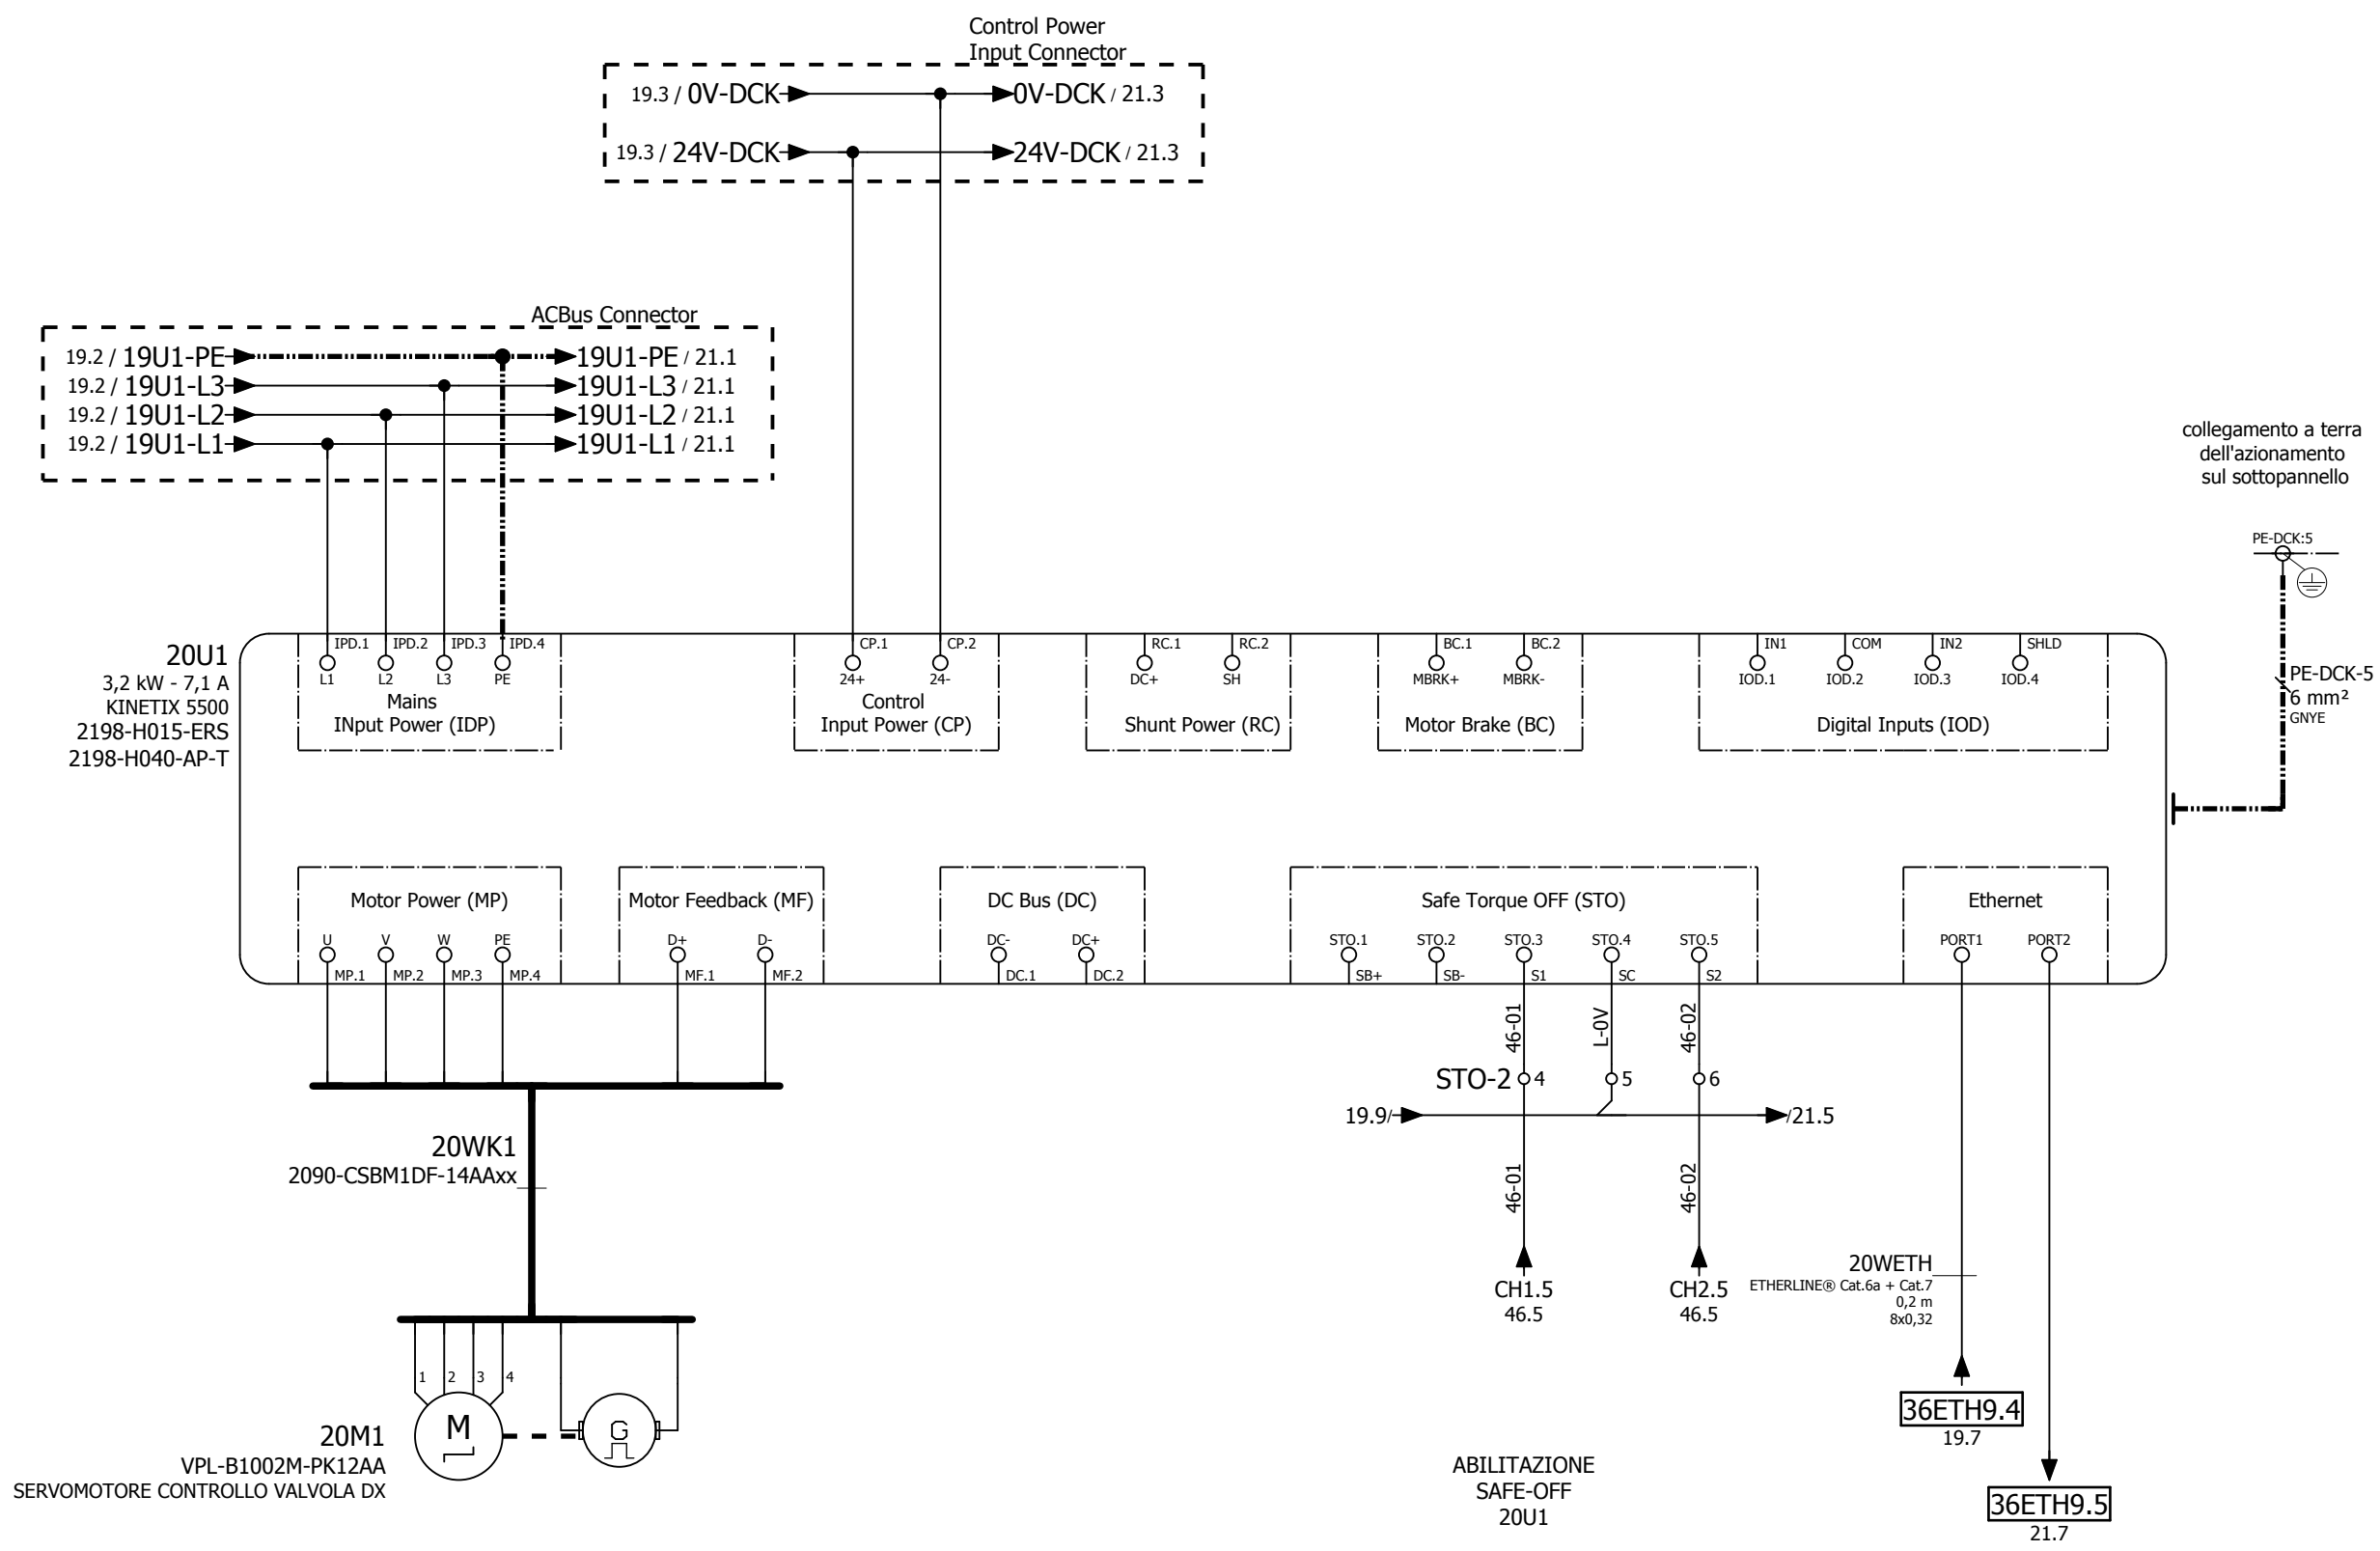 Control Power
Input Connector
19.3 / 0V-DCK
0V-DCK / 21.3
19.3 / 24V-DCK
24V-DCK / 21.3
ACBus Connector
19.2 / 19U1-PE
19U1-PE / 21.1
19.2 / 19U1-L3
19U1-L3 / 21.1
19.2 / 19U1-L2
19U1-L2 / 21.1
19.2 / 19U1-L1
19U1-L1 / 21.1
collegamento a terra
dell'azionamento
sul sottopannello
PE-DCK:5
PE-DCK-5
6 mm²
GNYE
20U1
3,2 kW - 7,1 A
KINETIX 5500
2198-H015-ERS
2198-H040-AP-T
IPD.1 IPD.2 IPD.3 IPD.4
L1 L2 L3 PE
Mains
INput Power (IDP)
CP.1 CP.2
24+ 24-
Control
Input Power (CP)
RC.1 RC.2
DC+ SH
Shunt Power (RC)
BC.1 BC.2
MBRK+ MBRK-
Motor Brake (BC)
IN1 COM IN2 SHLD
IOD.1 IOD.2 IOD.3 IOD.4
Digital Inputs (IOD)
Motor Power (MP)
U V W PE
MP.1 MP.2 MP.3 MP.4
Motor Feedback (MF)
D+ D-
MF.1 MF.2
DC Bus (DC)
DC- DC+
DC.1 DC.2
Safe Torque OFF (STO)
STO.1 STO.2 STO.3 STO.4 STO.5
SB+ SB- S1 SC S2
Ethernet
PORT1 PORT2
46-01
L-0V
46-02
STO-2 4 5 6
19.9/
/21.5
46-01
46-02
CH1.5
46.5
CH2.5
46.5
20WK1
2090-CSBM1DF-14AAxx
20WETH
ETHERLINE® Cat.6a + Cat.7
0,2 m
8x0,32
36ETH9.4
19.7
36ETH9.5
21.7
1 2 3 4
M
G
20M1
VPL-B1002M-PK12AA
SERVOMOTORE CONTROLLO VALVOLA DX
ABILITAZIONE
SAFE-OFF
20U1